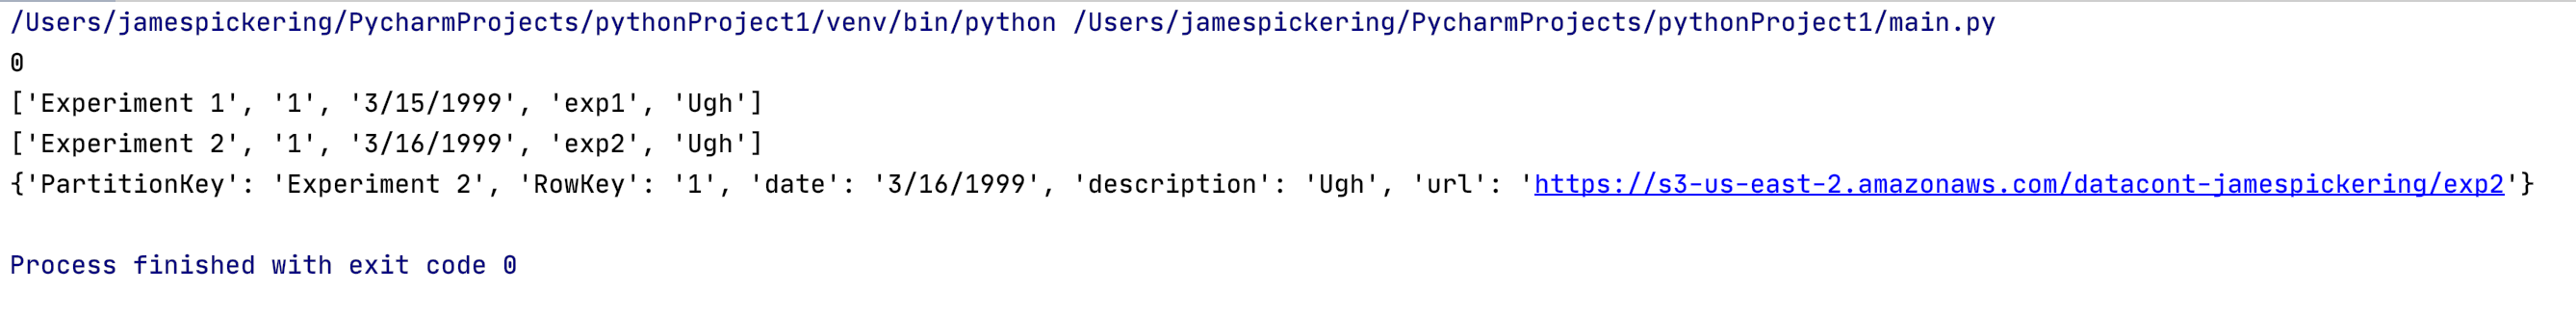 /Users/jamespickering/PycharmProjects/pythonProject1/venv/bin/python /Users/jamespickering/PycharmProjects/pythonProject1/main.py
0
['Experiment 1', '1', '3/15/1999', 'exp1', 'Ugh']
['Experiment 2', '1', '3/16/1999', 'exp2', 'Ugh']
{'PartitionKey': 'Experiment 2', 'RowKey': '1', 'date': '3/16/1999', 'description': 'Ugh', 'url': 'https://s3-us-east-2.amazonaws.com/datacont-jamespickering/exp2'}
Process finished with exit code 0